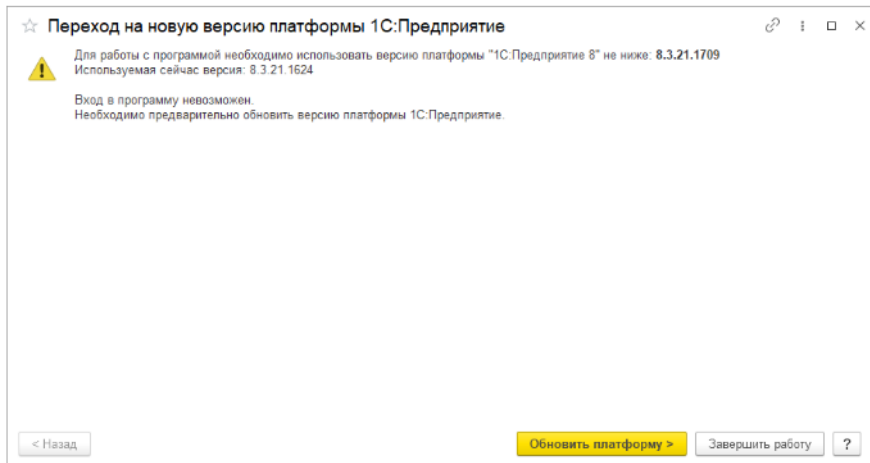 Переход на новую версию платформы 1С:Предприятие
Для работы с программой необходимо использовать версию платформы "1С:Предприятие 8" не ниже: 8.3.21.1709
Используемая сейчас версия: 8.3.21.1624
Вход в программу невозможен.
Необходимо предварительно обновить версию платформы 1С:Предприятие.
< Назад
Обновить платформу >
Завершить работу
?